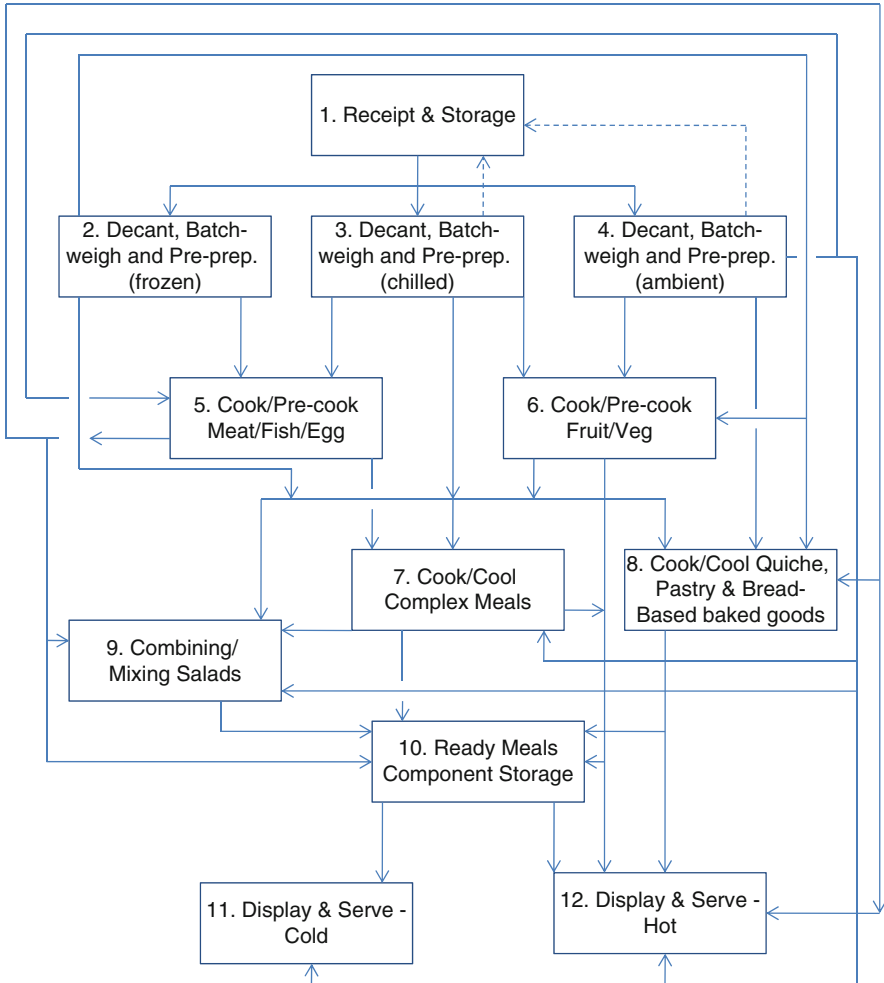 1. Receipt & Storage
2. Decant, Batch-
weigh and Pre-prep.
(frozen)
3. Decant, Batch-
weigh and Pre-prep.
(chilled)
4. Decant, Batch-
weigh and Pre-prep.
(ambient)
5. Cook/Pre-cook
Meat/Fish/Egg
6. Cook/Pre-cook
Fruit/Veg
7. Cook/Cool
Complex Meals
8. Cook/Cool Quiche,
Pastry & Bread-
Based baked goods
9. Combining/
Mixing Salads
10. Ready Meals
Component Storage
11. Display & Serve -
Cold
12. Display & Serve -
Hot